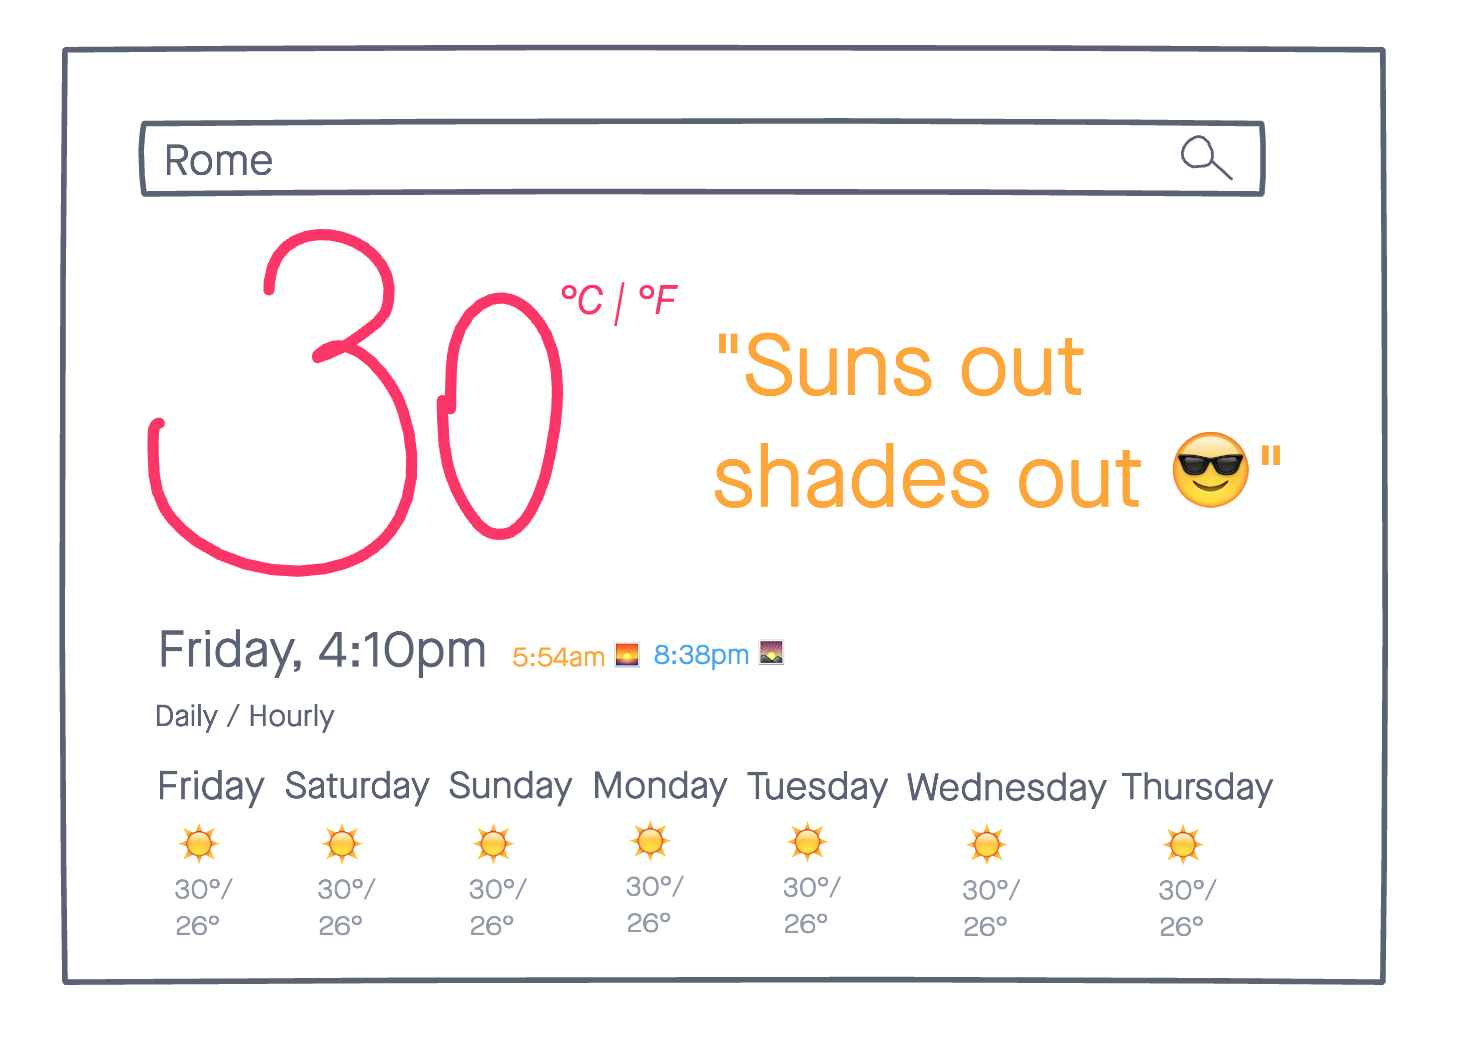 Rome
30 °C / °F
"Suns out
shades out 😎"
Friday, 4:10pm 5:54am 8:38pm
Daily / Hourly
Friday Saturday Sunday Monday Tuesday Wednesday Thursday
30°/ 30°/ 30°/ 30°/ 30°/ 30°/ 30°/
26° 26° 26° 26° 26° 26° 26°